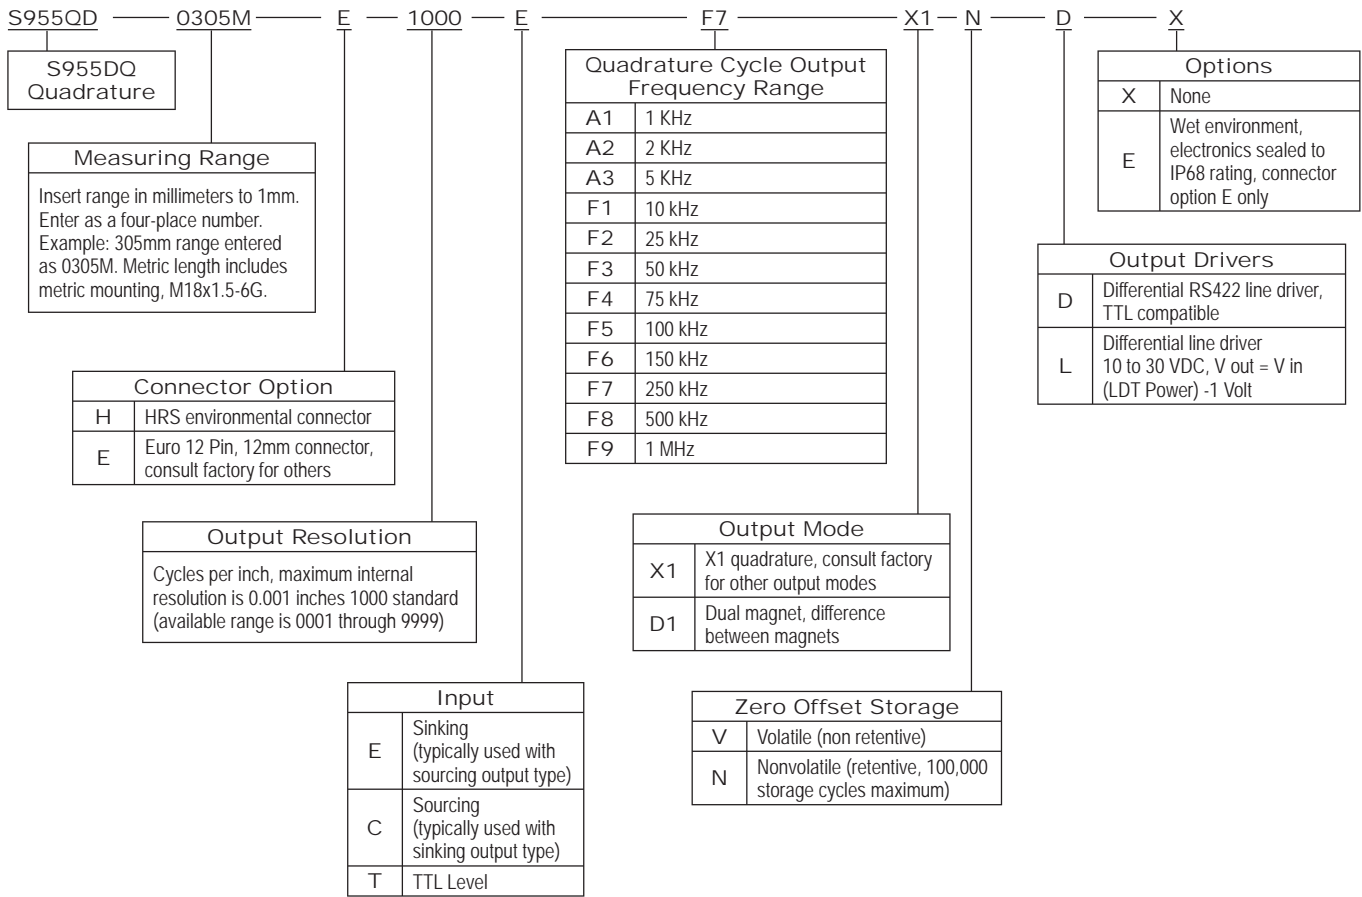 S955QD 0305M E 1000 E F7 X1 N D X
S955DQ
Quadrature
Measuring Range
Insert range in millimeters to 1mm.
Enter as a four-place number.
Example: 305mm range entered
as 0305M. Metric length includes
metric mounting, M18x1.5-6G.
Connector Option
H HRS environmental connector
E Euro 12 Pin, 12mm connector,
consult factory for others
Output Resolution
Cycles per inch, maximum internal
resolution is 0.001 inches 1000 standard
(available range is 0001 through 9999)
Input
E Sinking
(typically used with
sourcing output type)
C Sourcing
(typically used with
sinking output type)
T TTL Level
Quadrature Cycle Output
Frequency Range
A1 1 KHz
A2 2 KHz
A3 5 KHz
F1 10 kHz
F2 25 kHz
F3 50 kHz
F4 75 kHz
F5 100 kHz
F6 150 kHz
F7 250 kHz
F8 500 kHz
F9 1 MHz
Output Mode
X1 X1 quadrature, consult factory
for other output modes
D1 Dual magnet, difference
between magnets
Zero Offset Storage
V Volatile (non retentive)
N Nonvolatile (retentive, 100,000
storage cycles maximum)
Output Drivers
D Differential RS422 line driver,
TTL compatible
L Differential line driver
10 to 30 VDC, V out = V in
(LDT Power) -1 Volt
Options
X None
E Wet environment,
electronics sealed to
IP68 rating, connector
option E only